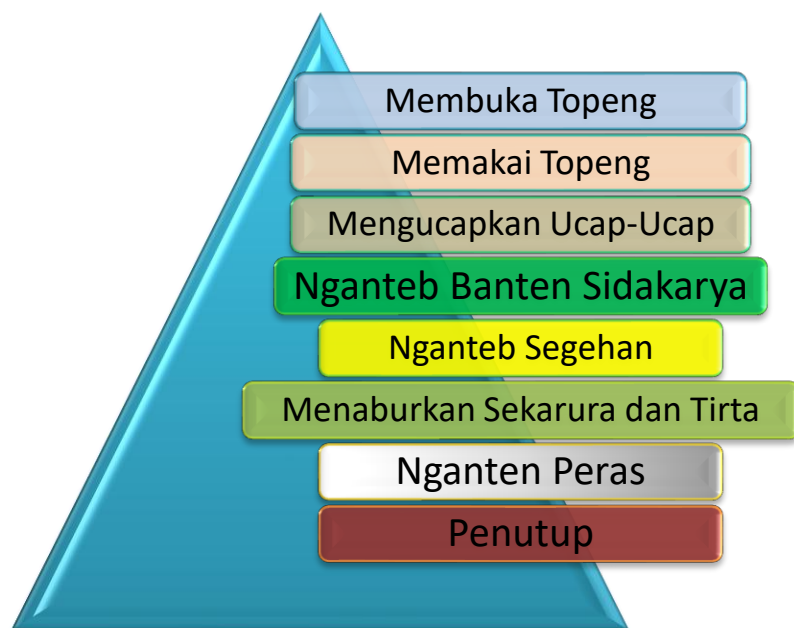 Membuka Topeng
Memakai Topeng
Mengucapkan Ucap-Ucap
Nganteb Banten Sidakarya
Nganteb Segehan
Menaburkan Sekarura dan Tirta
Nganten Peras
Penutup